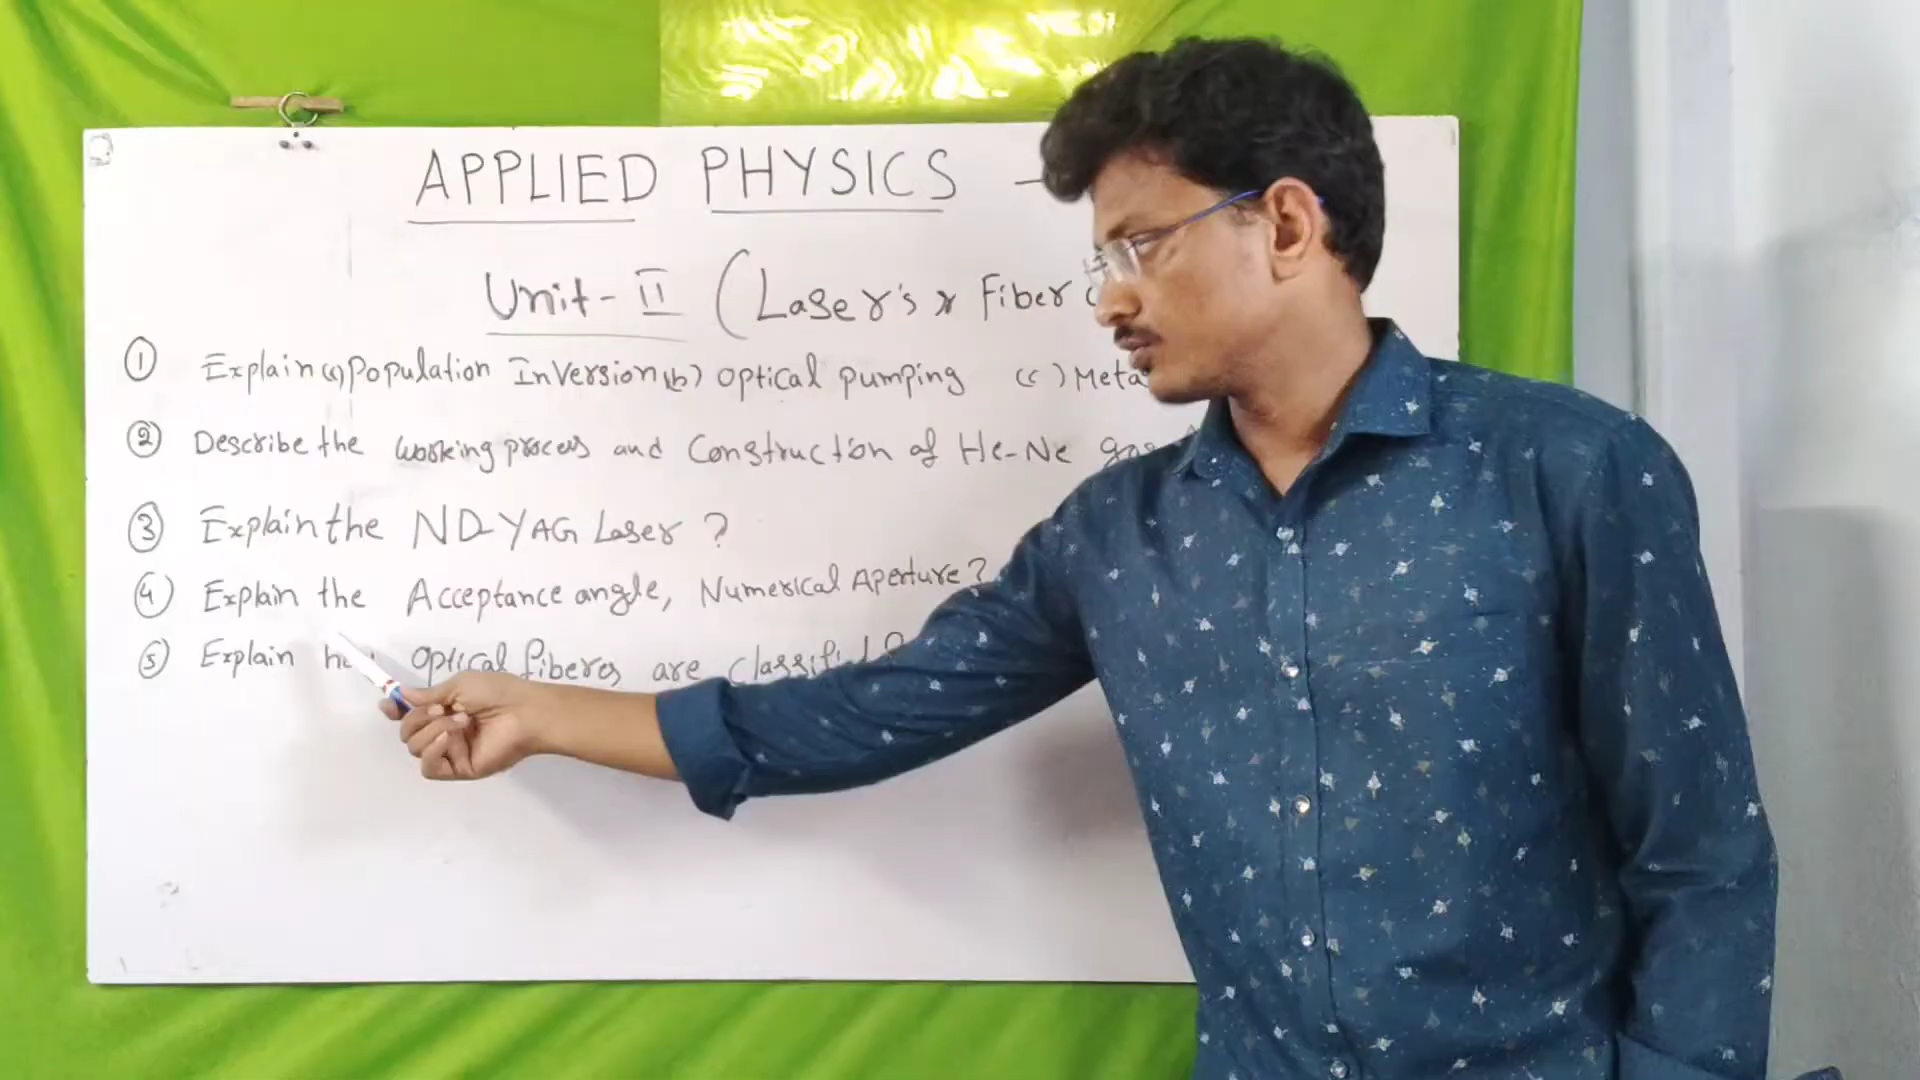 APPLIED PHYSICS -
Unit-II (Laser's & Fiber
① Explain (a) Population Inversion (b) Optical pumping (c) Meta
② Describe the working process and Construction of He-Ne gas
③ Explain the ND-YAG Laser ?
④ Explain the Acceptance angle, Numerical Aperture ?
⑤ Explain optical fiberes are classified ?